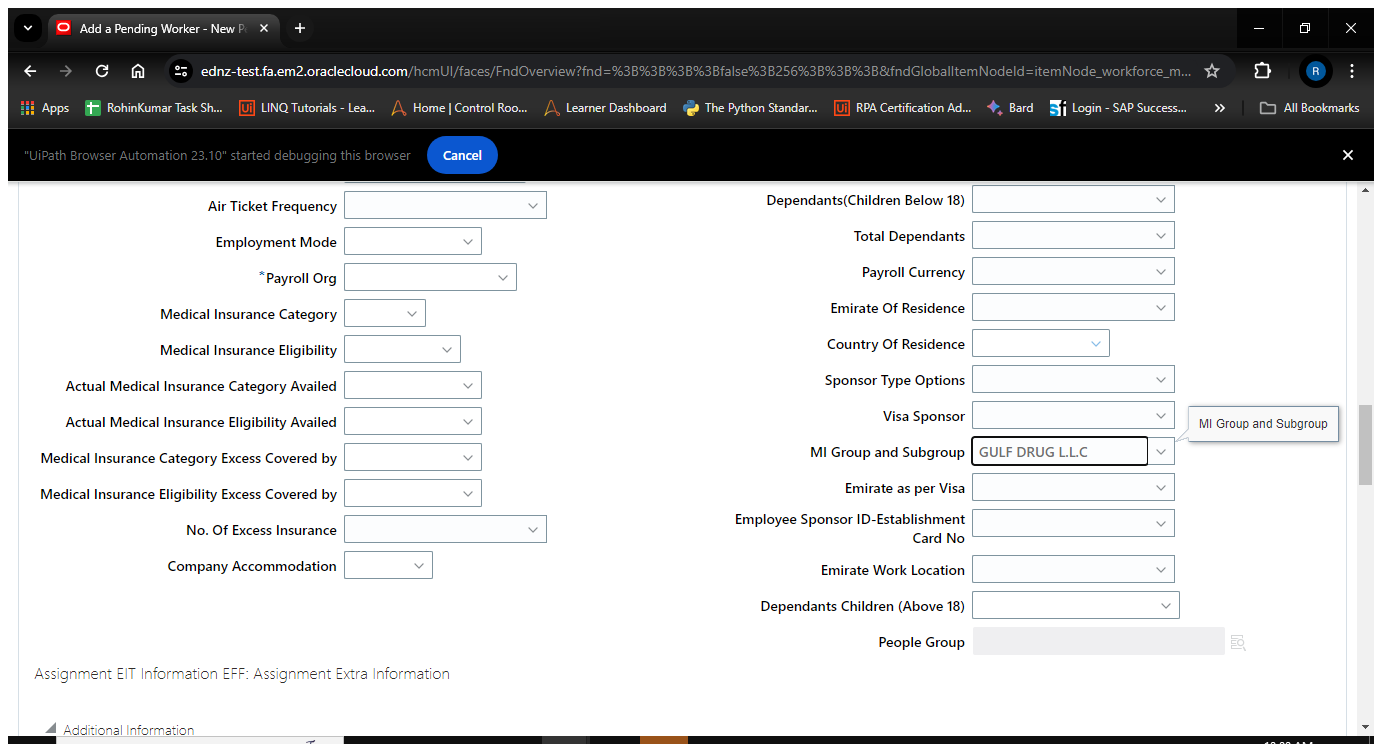 Add a Pending Worker - New P
ednz-test.fa.em2.oraclecloud.com/hcmUI/faces/FndOverview?fnd=%3B%3B%3B%3Bfalse%3B256%3B%3B%3B&fndGlobalItemNodeId=itemNode_workforce_m...
R
Apps
RohinKumar Task Sh...
Ui LINQ Tutorials - Lea...
Home | Control Roo...
Learner Dashboard
The Python Standar...
Ui RPA Certification Ad...
Bard
Login - SAP Success...
All Bookmarks
"UiPath Browser Automation 23.10" started debugging this browser
Cancel
Air Ticket Frequency
Employment Mode
*Payroll Org
Medical Insurance Category
Medical Insurance Eligibility
Actual Medical Insurance Category Availed
Actual Medical Insurance Eligibility Availed
Medical Insurance Category Excess Covered by
Medical Insurance Eligibility Excess Covered by
No. Of Excess Insurance
Company Accommodation
Dependants(Children Below 18)
Total Dependants
Payroll Currency
Emirate Of Residence
Country Of Residence
Sponsor Type Options
Visa Sponsor
MI Group and Subgroup GULF DRUG L.L.C
MI Group and Subgroup
Emirate as per Visa
Employee Sponsor ID-Establishment
Card No
Emirate Work Location
Dependants Children (Above 18)
People Group
Assignment EIT Information EFF: Assignment Extra Information
Additional Information